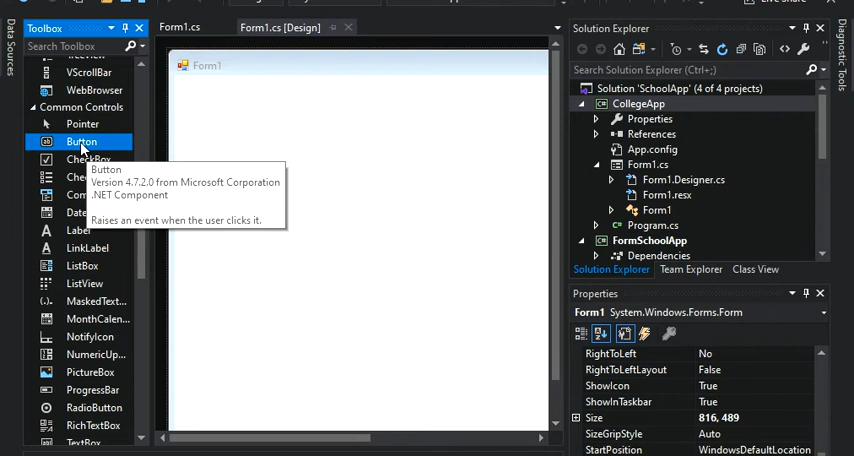 Live Share
Data Sources
Toolbox
Search Toolbox
TreeView
VScrollBar
WebBrowser
Common Controls
Pointer
Button
CheckBox
Che
Com
Date
Label
LinkLabel
ListBox
ListView
MaskedText...
MonthCalen...
NotifyIcon
NumericUp...
PictureBox
ProgressBar
RadioButton
RichTextBox
TextBox
Button
Version 4.7.2.0 from Microsoft Corporation
.NET Component
Raises an event when the user clicks it.
Form1.cs
Form1.cs [Design]
Form1
Solution Explorer
Search Solution Explorer (Ctrl+;)
Solution 'SchoolApp' (4 of 4 projects)
CollegeApp
Properties
References
App.config
Form1.cs
Form1.Designer.cs
Form1.resx
Form1
Program.cs
FormSchoolApp
Dependencies
Solution Explorer Team Explorer Class View
Properties
Form1 System.Windows.Forms.Form
RightToLeft No
RightToLeftLayout False
ShowIcon True
ShowInTaskbar True
Size 816, 489
SizeGripStyle Auto
StartPosition WindowsDefaultLocation
Diagnostic Tools